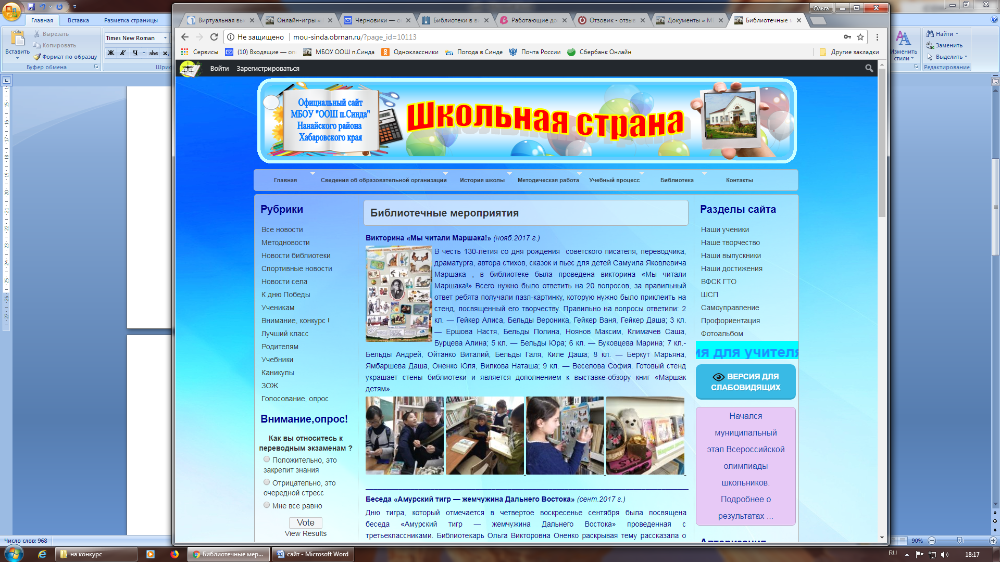 Главная
Вставка
Разметка страницы
Вставить
Вырезать
Копировать
Формат по образцу
Буфер обмена
Times New Roman
Ж К Ч abc x₂
Ольга
Онлайн-игры »
Черновики —
Библиотеки в
Работающие до
Отзовик - отзыв
Документы »
Библиотечные
Не защищено
mou-sinda.obrnan.ru/?page_id=10113
Сервисы
(10) Входящие —
МБОУ ООШ п.Синда
Одноклассники
Погода в Синде
Почта России
Сбербанк Онлайн
Другие закладки
Изменить
стили
Найти
Заменить
Выделить
Редактирование
Войти
Зарегистрироваться
Официальный сайт
МБОУ "ООШ п.Синда"
Нанайского района
Хабаровского края
Школьная страна
Главная
Сведения об образовательной организации
История школы
Методическая работа
Учебный процесс
Библиотека
Контакты
Рубрики
Все новости
Методновости
Новости библиотеки
Спортивные новости
Новости села
К дню Победы
Ученикам
Внимание, конкурс !
Лучший класс
Родителям
Учебники
Каникулы
ЗОЖ
Голосование, опрос
Внимание,опрос!
Как вы относитесь к
переводным экзаменам ?
Положительно, это
закрепит знания
Отрицательно, это
очередной стресс
Мне все равно
Vote
View Results
Библиотечные мероприятия
Викторина «Мы читали Маршака!» (нояб.2017 г.)
В честь 130-летия со дня рождения советского писателя, переводчика,
драматурга, автора стихов, сказок и пьес для детей Самуила Яковлевича
Маршака , в библиотеке была проведена викторина «Мы читали
Маршака!» Всего нужно было ответить на 20 вопросов, за правильный
ответ ребята получали пазл-картинку, которую нужно было приклеить на
стенд, посвященный его творчеству. Правильно на вопросы ответили: 2
кл. — Гейкер Алиса, Бельды Вероника, Гейкер Ваня, Гейкер Даша; 3 кл.
— Ершова Настя, Бельды Полина, Ноянов Максим, Климачев Саша,
Бурцева Алина; 5 кл. — Бельды Юра; 6 кл. — Буковцева Марина; 7 кл.-
Бельды Андрей, Ойтанко Виталий, Бельды Галя, Киле Даша; 8 кл. — Беркут Марьяна,
Ямбаршева Даша, Оненко Юля, Вилкова Наташа; 9 кл. — Веселова София. Готовый стенд
украшает стены библиотеки и является дополнением к выставке-обзору книг «Маршак
детям».
Беседа «Амурский тигр — жемчужина Дальнего Востока» (сент.2017 г.)
Дню тигра, который отмечается в четвертое воскресенье сентября была посвящена
беседа «Амурский тигр — жемчужина Дальнего Востока» проведенная с
третьеклассниками. Библиотекарь Ольга Викторовна Оненко раскрывая тему рассказала о
Разделы сайта
Наши ученики
Наше творчество
Наши выпускники
Наши достижения
ВФСК ГТО
ШСП
Самоуправление
Профориентация
Фотоальбом
для учителя
ВЕРСИЯ ДЛЯ
СЛАБОВИДЯЩИХ
Начался
муниципальный
этап Всероссийской
олимпиады
школьников.
Подробнее о
результатах ...
Авторизация
Число слов: 968
90%
на конкурс
Библиотечные мер...
сайт - Microsoft Word
RU
18:17